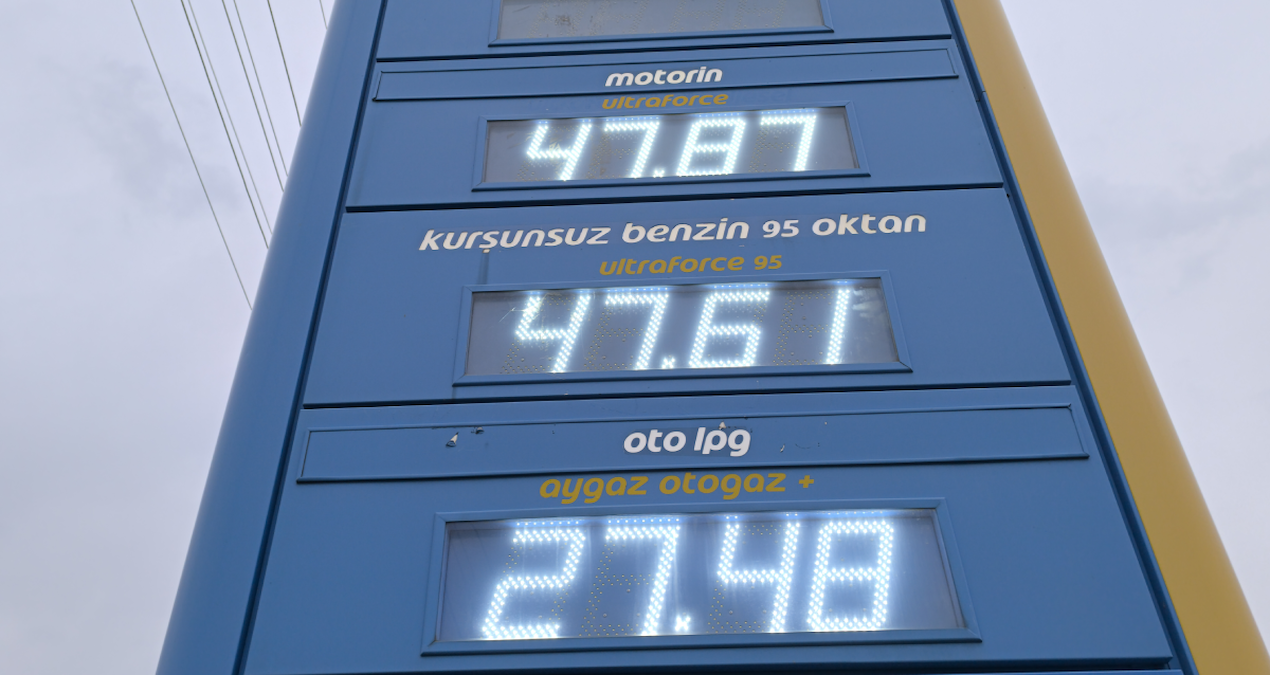 motorin
ultraforce
47.87
kurşunsuz benzin 95 oktan
ultraforce 95
47.61
oto lpg
aygaz otogaz +
27.48